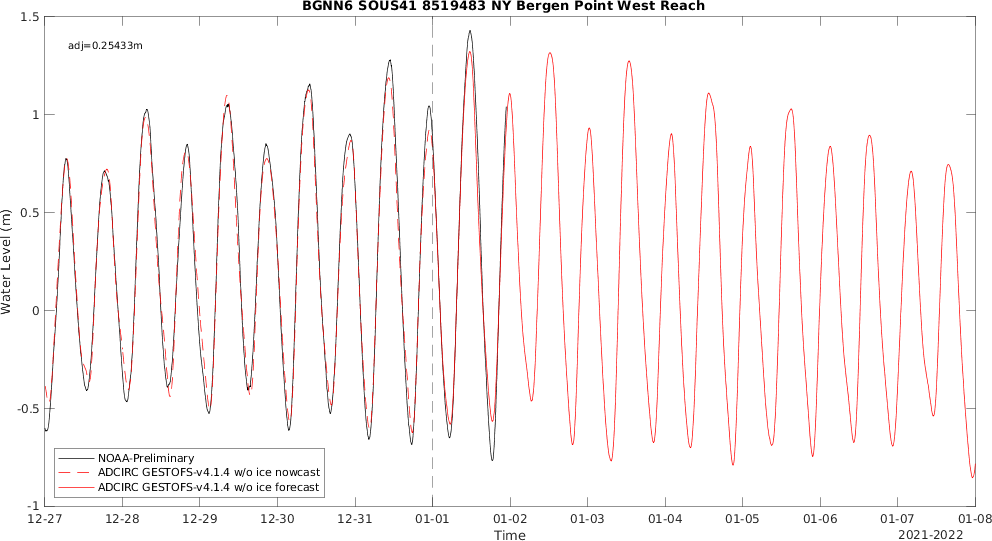 BGNN6 SOUS41 8519483 NY Bergen Point West Reach
adj=0.25433m
1.5
1
0.5
0
-0.5
-1
Water Level (m)
NOAA-Preliminary
ADCIRC GESTOFS-v4.1.4 w/o ice nowcast
ADCIRC GESTOFS-v4.1.4 w/o ice forecast
12-27 12-28 12-29 12-30 12-31 01-01 01-02 01-03 01-04 01-05 01-06 01-07 01-08
Time
2021-2022